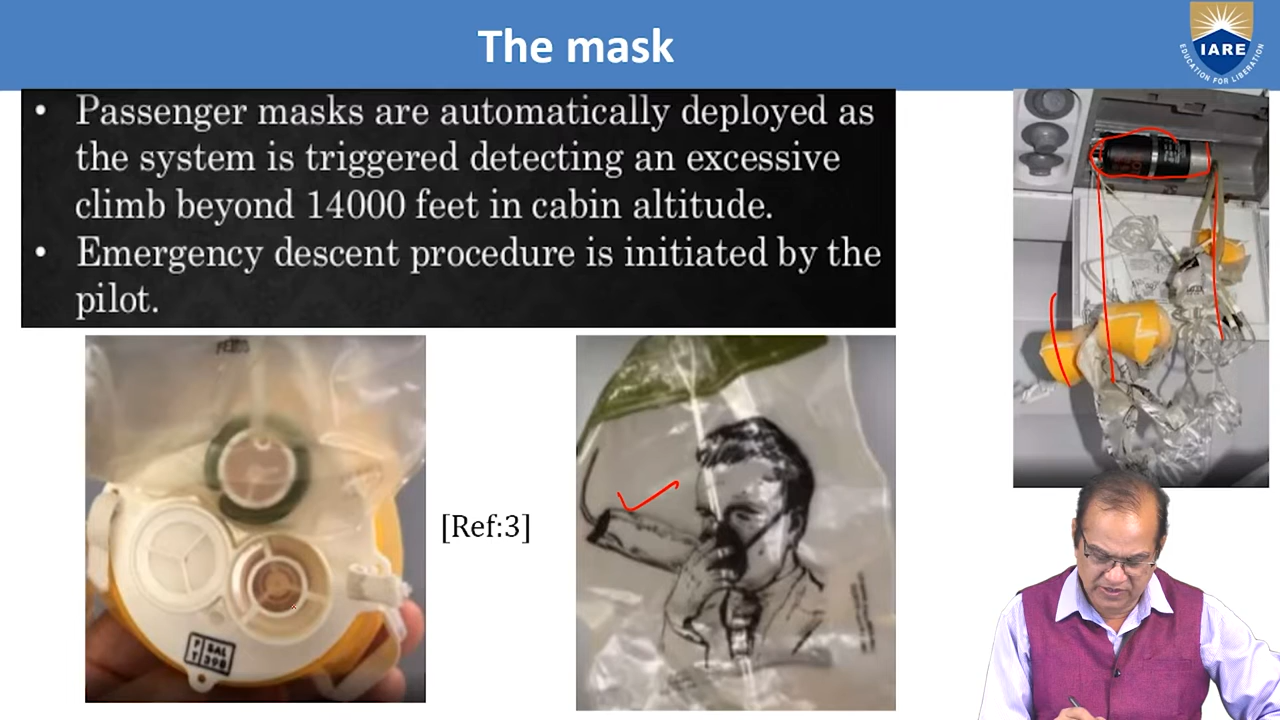 The mask
IARE
EDUCATION FOR LIBERATION
• Passenger masks are automatically deployed as
the system is triggered detecting an excessive
climb beyond 14000 feet in cabin altitude.
• Emergency descent procedure is initiated by the
pilot.
[Ref:3]